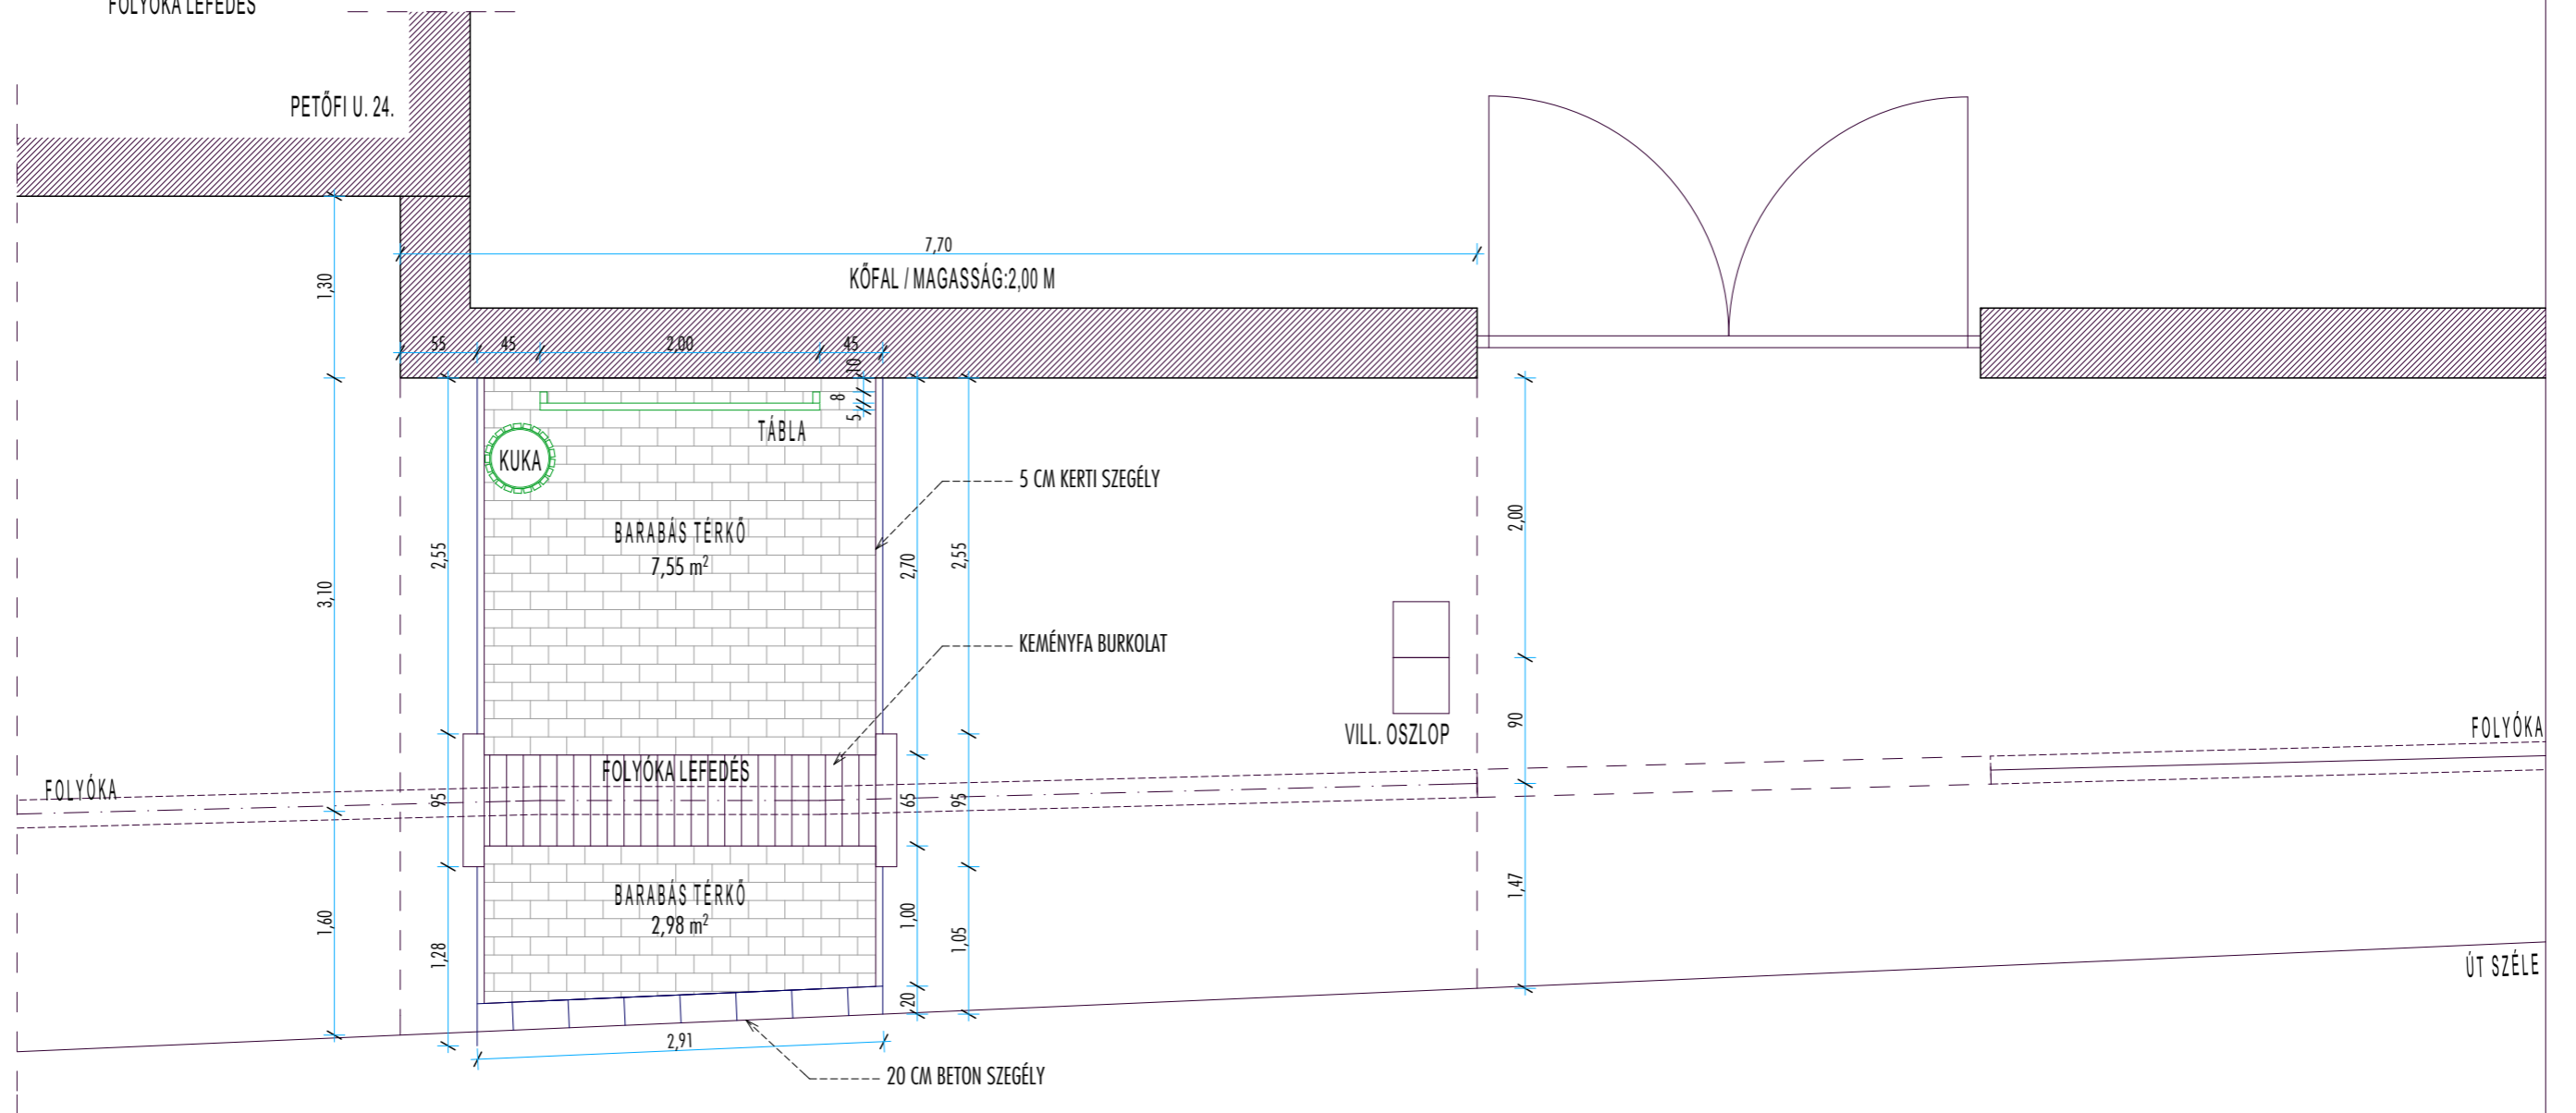 FOLYÓKA LEFEDÉS
PETŐFI U. 24.
7,70
KŐFAL / MAGASSÁG:2,00 M
1,30
55
45
2,00
45
10
8
5
TÁBLA
KUKA
5 CM KERTI SZEGÉLY
BARABÁS TÉRKŐ
7,55 m²
2,55
2,70
2,55
2,00
3,10
KEMÉNYFA BURKOLAT
VILL. OSZLOP
90
FOLYÓKA
FOLYÓKA LEFEDÉS
FOLYÓKA
95
65
95
BARABÁS TÉRKŐ
2,98 m²
1,60
1,28
1,00
1,05
1,47
ÚT SZÉLE
20
2,91
20 CM BETON SZEGÉLY